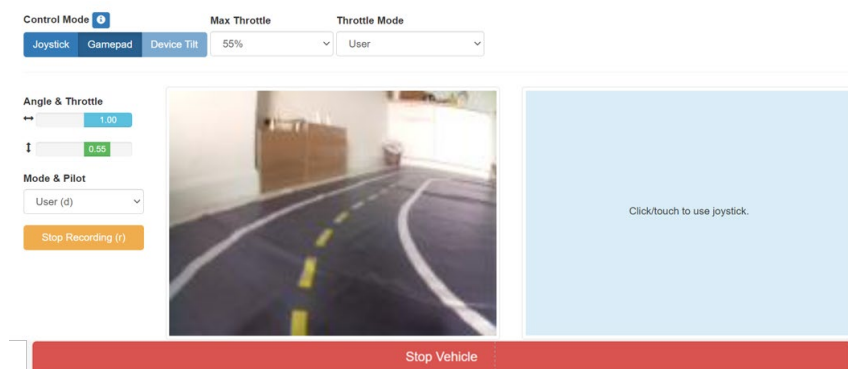 Control Mode
Max Throttle
Throttle Mode
Joystick
Gamepad
Device Tilt
55%
User
Angle & Throttle
1.00
0.55
Mode & Pilot
User (d)
Stop Recording (r)
Click/touch to use joystick.
Stop Vehicle